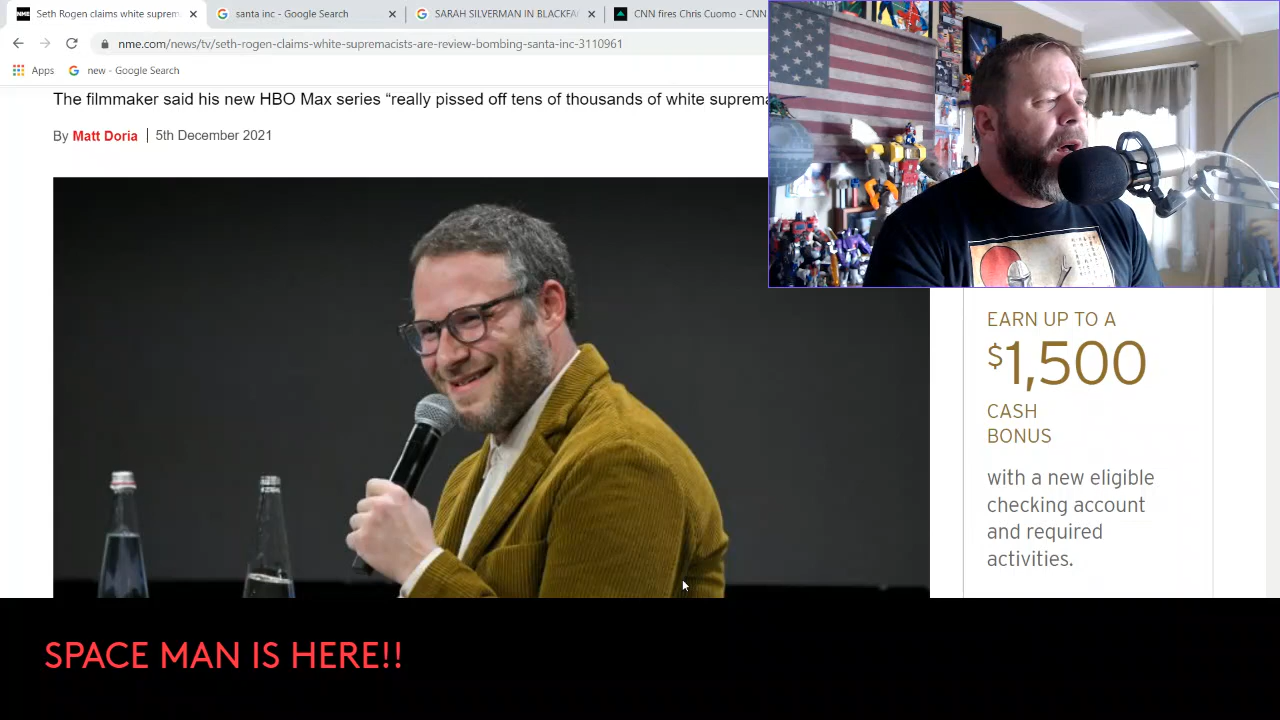 Seth Rogen claims white suprem
santa inc - Google Search
SARAH SILVERMAN IN BLACKFA
CNN fires Chris Cuomo - CNN
nme.com/news/tv/seth-rogen-claims-white-supremacists-are-review-bombing-santa-inc-3110961
Apps
new - Google Search
The filmmaker said his new HBO Max series “really pissed off tens of thousands of white suprema
By Matt Doria | 5th December 2021
EARN UP TO A
$1,500
CASH
BONUS
with a new eligible
checking account
and required
activities.
SPACE MAN IS HERE!!